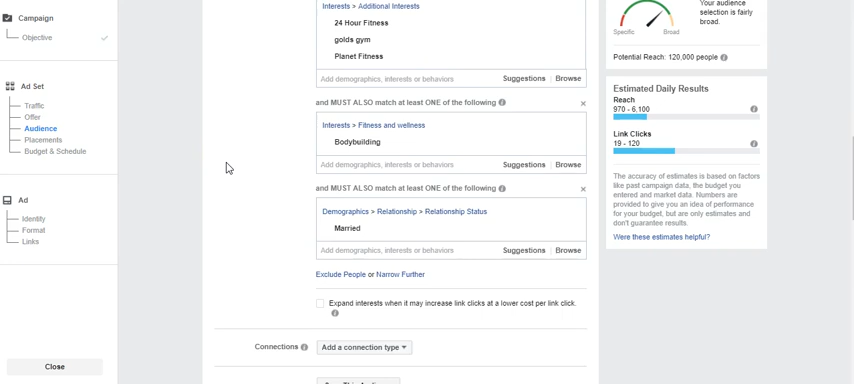 Campaign
Objective
Ad Set
Traffic
Offer
Audience
Placements
Budget & Schedule
Ad
Identity
Format
Links
Close
Interests > Additional Interests
24 Hour Fitness
golds gym
Planet Fitness
Add demographics, interests or behaviors Suggestions Browse
and MUST ALSO match at least ONE of the following
Interests > Fitness and wellness
Bodybuilding
Add demographics, interests or behaviors Suggestions Browse
and MUST ALSO match at least ONE of the following
Demographics > Relationship > Relationship Status
Married
Add demographics, interests or behaviors Suggestions Browse
Exclude People or Narrow Further
Expand interests when it may increase link clicks at a lower cost per link click.
Connections Add a connection type
Save This Audience
Your audience
selection is fairly
broad.
Specific Broad
Potential Reach: 120,000 people
Estimated Daily Results
Reach
970 - 6,100
Link Clicks
19 - 120
The accuracy of estimates is based on factors
like past campaign data, the budget you
entered and market data. Numbers are
provided to give you an idea of performance
for your budget, but are only estimates and
don't guarantee results.
Were these estimates helpful?